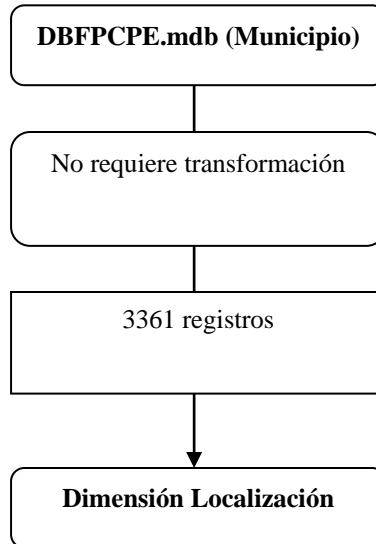 DBFPCPE.mdb (Municipio)
No requiere transformación
3361 registros
Dimensión Localización